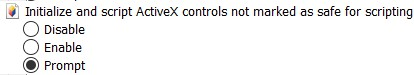 Initialize and script ActiveX controls not marked as safe for scripting
Disable
Enable
Prompt